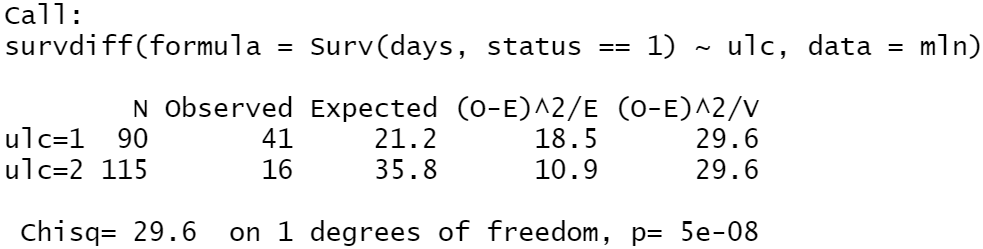 Call:
survdiff(formula = Surv(days, status == 1) ~ ulc, data = mln)
N Observed Expected (O-E)^2/E (O-E)^2/V
ulc=1 90 41 21.2 18.5 29.6
ulc=2 115 16 35.8 10.9 29.6
Chisq= 29.6 on 1 degrees of freedom, p= 5e-08